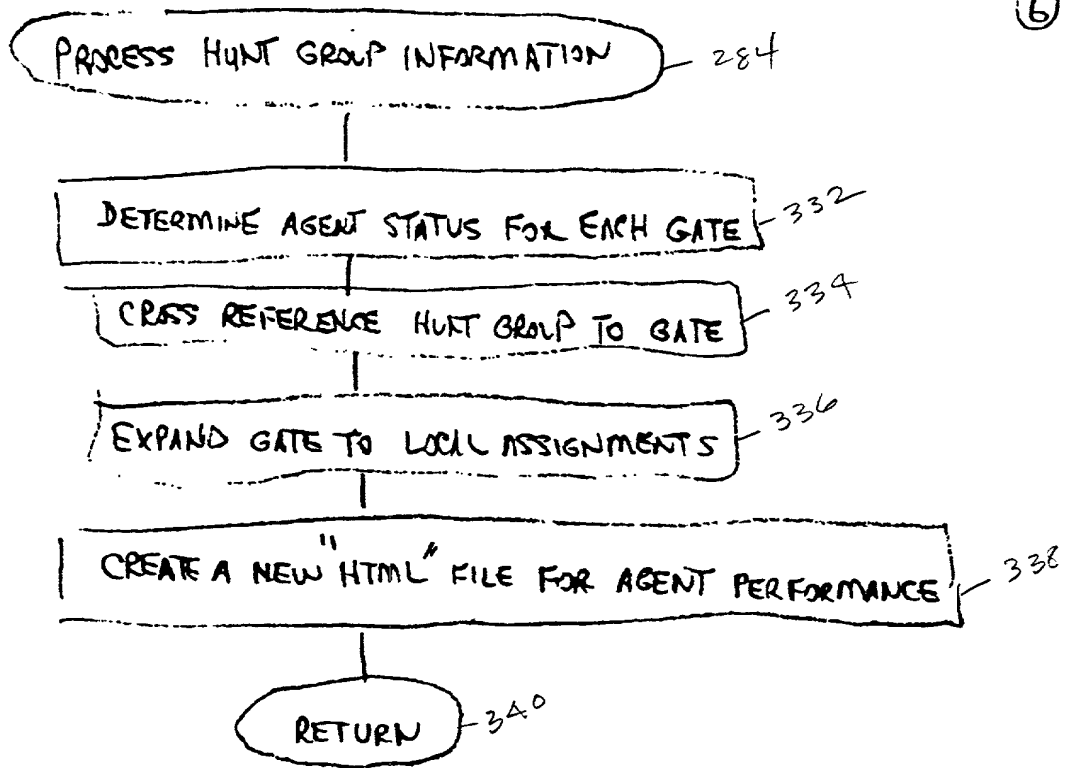 6
PROCESS HUNT GROUP INFORMATION
284
DETERMINE AGENT STATUS FOR EACH GATE
332
CROSS REFERENCE HUNT GROUP TO GATE
334
EXPAND GATE TO LOCAL ASSIGNMENTS
336
CREATE A NEW "HTML" FILE FOR AGENT PERFORMANCE
338
RETURN
340